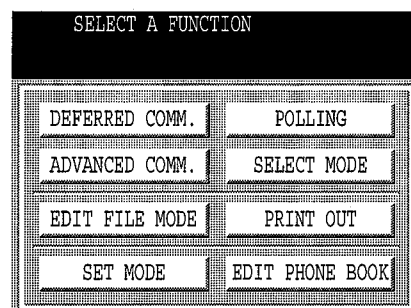 SELECT A FUNCTION
DEFERRED COMM. POLLING
ADVANCED COMM. SELECT MODE
EDIT FILE MODE PRINT OUT
SET MODE EDIT PHONE BOOK